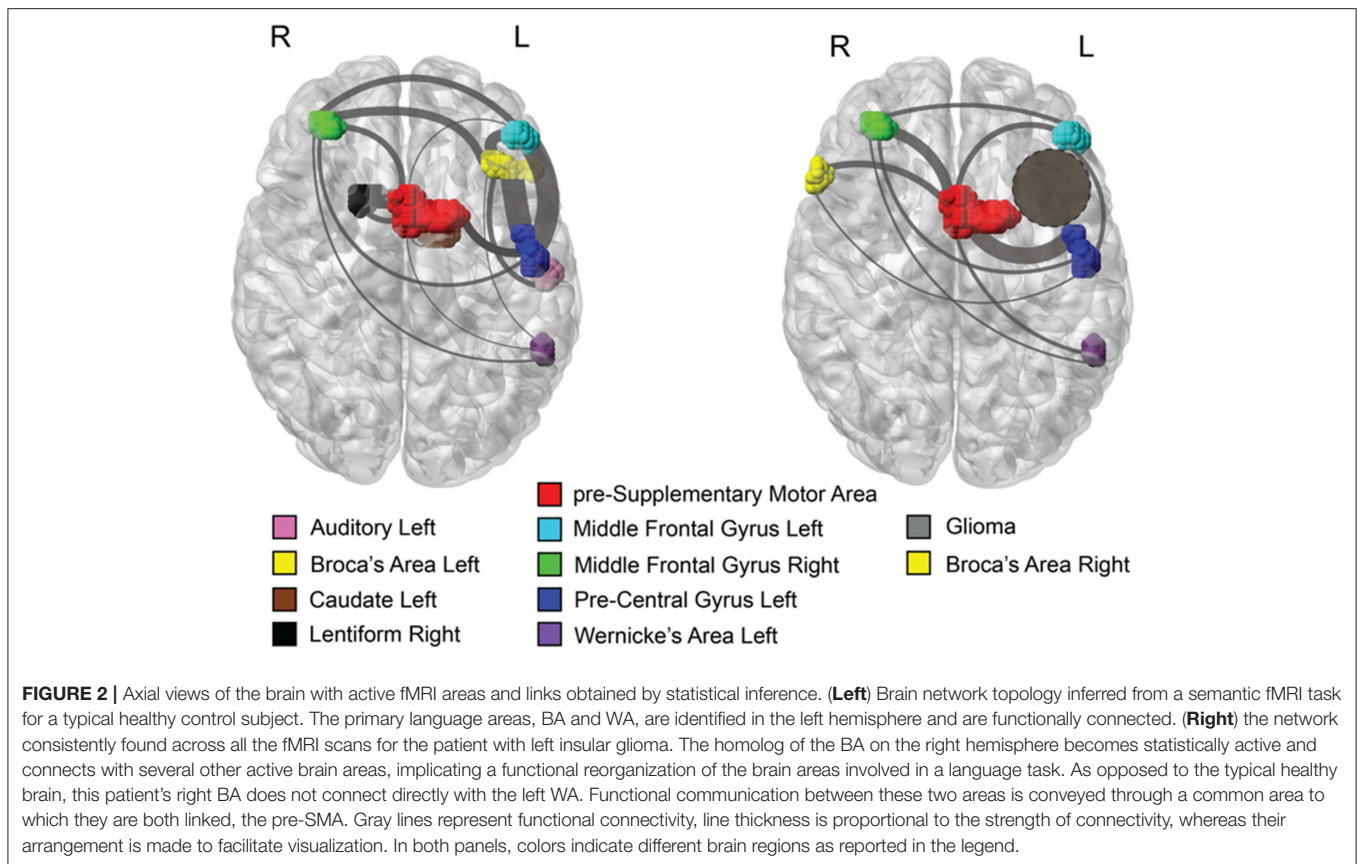 R
L
R
L
pre-Supplementary Motor Area
Auditory Left
Middle Frontal Gyrus Left
Glioma
Broca's Area Left
Middle Frontal Gyrus Right
Broca's Area Right
Caudate Left
Pre-Central Gyrus Left
Lentiform Right
Wernicke's Area Left
FIGURE 2 | Axial views of the brain with active fMRI areas and links obtained by statistical inference. (Left) Brain network topology inferred from a semantic fMRI task
for a typical healthy control subject. The primary language areas, BA and WA, are identified in the left hemisphere and are functionally connected. (Right) the network
consistently found across all the fMRI scans for the patient with left insular glioma. The homolog of the BA on the right hemisphere becomes statistically active and
connects with several other active brain areas, implicating a functional reorganization of the brain areas involved in a language task. As opposed to the typical healthy
brain, this patient's right BA does not connect directly with the left WA. Functional communication between these two areas is conveyed through a common area to
which they are both linked, the pre-SMA. Gray lines represent functional connectivity, line thickness is proportional to the strength of connectivity, whereas their
arrangement is made to facilitate visualization. In both panels, colors indicate different brain regions as reported in the legend.